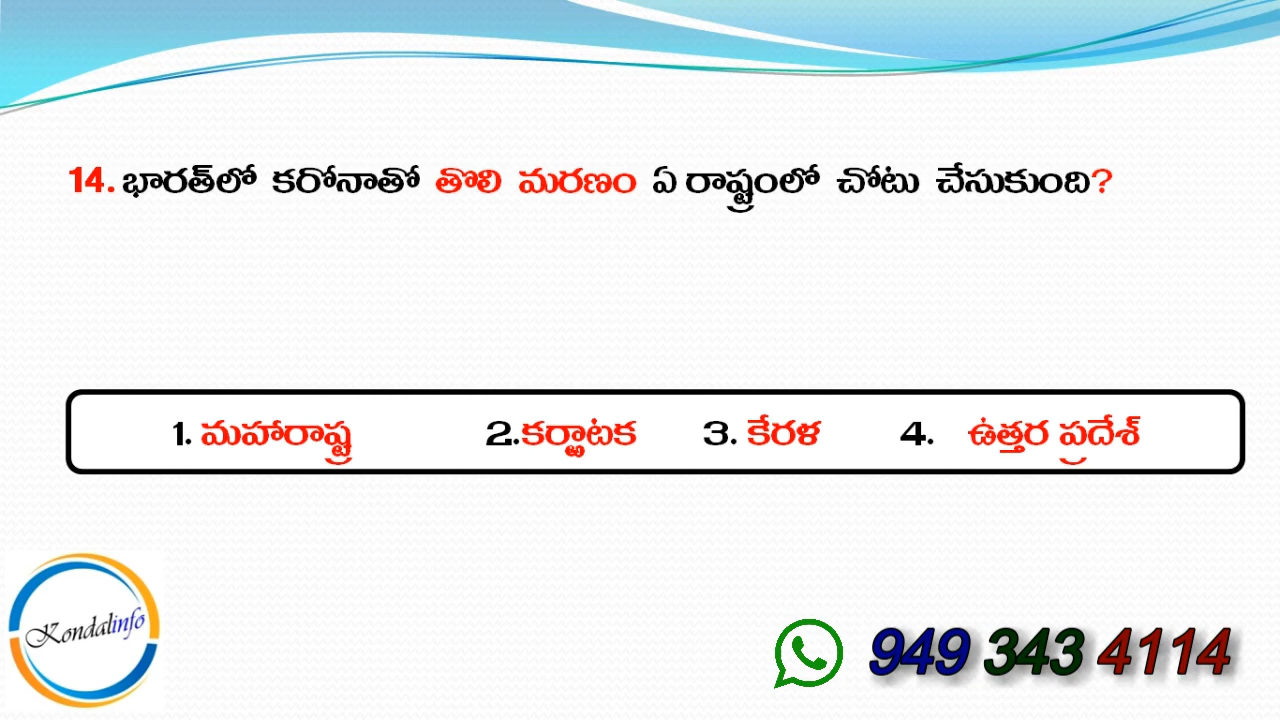 14. భారత్‌లో కరోనాతో తొలి మరణం ఏ రాష్ట్రంలో చోటు చేసుకుంది?
1. మహారాష్ట్ర 2.కర్ణాటక 3. కేరళ 4. ఉత్తర ప్రదేశ్
Kondalinfo
949 343 4114